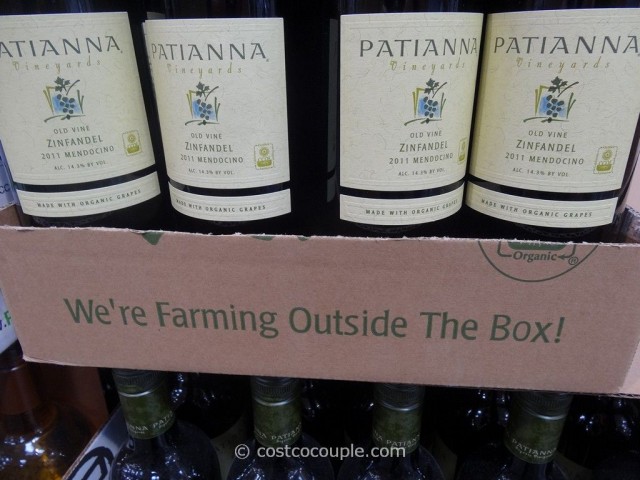 PATIANNA
Vineyards
OLD VINE
ZINFANDEL
2011 MENDOCINO
ALC. 14.5% BY VOL.
MADE WITH ORGANIC GRAPES
PATIANNA
Vineyards
OLD VINE
ZINFANDEL
2011 MENDOCINO
ALC. 14.5% BY VOL.
MADE WITH ORGANIC GRAPES
PATIANNA
Vineyards
OLD VINE
ZINFANDEL
2011 MENDOCINO
ALC. 14.5% BY VOL.
MADE WITH ORGANIC GRAPES
PATIANNA
Vineyards
OLD VINE
ZINFANDEL
2011 MENDOCINO
ALC. 14.5% BY VOL.
MADE WITH ORGANIC GRAPES
Organic
We're Farming Outside The Box!
PATIANNA
PATIANNA
PATIANNA
© costcocouple.com